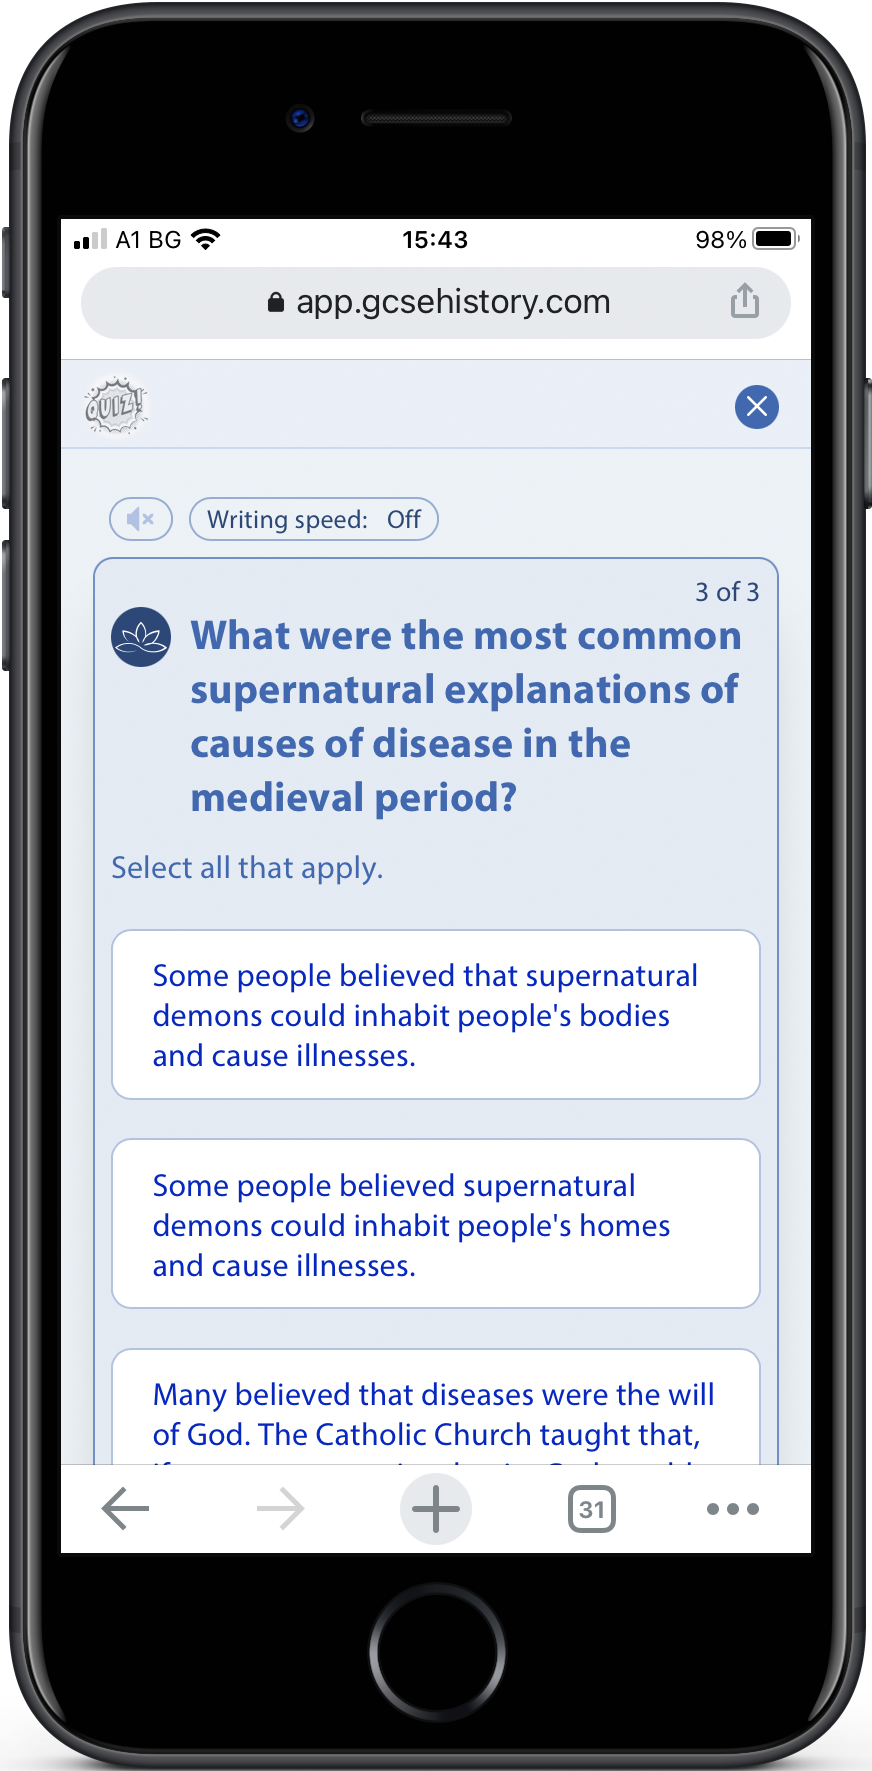 A1 BG
15:43
98%
app.gcsehistory.com
QUIZ!
Writing speed: Off
3 of 3
What were the most common
supernatural explanations of
causes of disease in the
medieval period?
Select all that apply.
Some people believed that supernatural
demons could inhabit people's bodies
and cause illnesses.
Some people believed supernatural
demons could inhabit people's homes
and cause illnesses.
Many believed that diseases were the will
of God. The Catholic Church taught that,
31